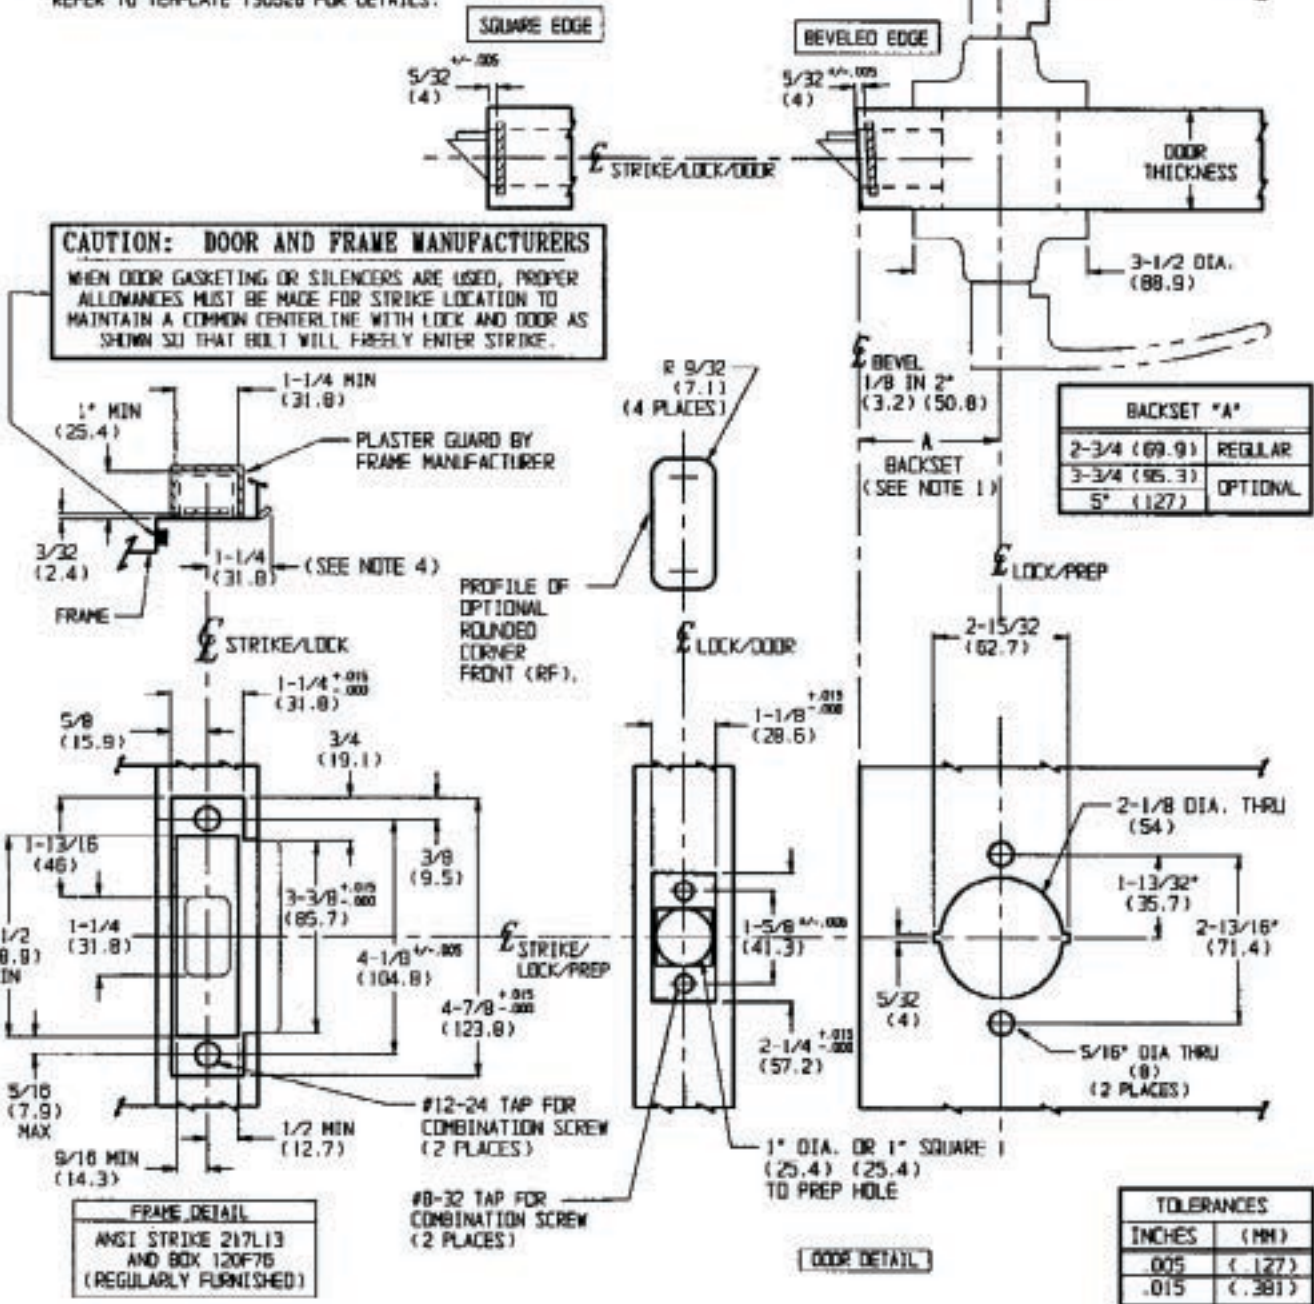 REFER TO TEMPLATE T30528 FOR DETAILS.
SQUARE EDGE
BEVELED EDGE
5/32 +/-.005
(4)
5/32 +/-.005
(4)
℄ STRIKE/LOCK/DOOR
DOOR
THICKNESS
CAUTION: DOOR AND FRAME MANUFACTURERS
WHEN DOOR GASKETING OR SILENCERS ARE USED, PROPER
ALLOWANCES MUST BE MADE FOR STRIKE LOCATION TO
MAINTAIN A COMMON CENTERLINE WITH LOCK AND DOOR AS
SHOWN SO THAT BOLT WILL FREELY ENTER STRIKE.
3-1/2 DIA.
(88.9)
℄ BEVEL
1/8 IN 2"
(3.2) (50.8)
A
BACKSET
(SEE NOTE 1)
BACKSET "A"
2-3/4 (69.9) REGULAR
3-3/4 (95.3) OPTIONAL
5" (127)
1" MIN
(25.4)
1-1/4 MIN
(31.8)
PLASTER GUARD BY
FRAME MANUFACTURER
R 9/32
(7.1)
(4 PLACES)
3/32
(2.4)
1-1/4
(31.8)
(SEE NOTE 4)
FRAME
PROFILE OF
OPTIONAL
ROUNDED
CORNER
FRONT (RF).
℄ STRIKE/LOCK
℄ LOCK/DOOR
℄ LOCK/PREP
2-15/32
(62.7)
1-1/4 +.015 -.000
(31.8)
5/8
(15.9)
3/4
(19.1)
1-1/8 +.015 -.000
(28.6)
2-1/8 DIA. THRU
(54)
1-13/16
(46)
3/8
(9.5)
3-3/8 +.015 -.000
(85.7)
1-1/4
(31.8)
1/2
8.9)
IN
4-1/8 +/-.005
(104.8)
4-7/8 +.015 -.000
(123.8)
℄ STRIKE/
LOCK/PREP
1-5/8 +/-.005
(41.3)
1-13/32"
(35.7)
2-13/16"
(71.4)
5/32
(4)
2-1/4 +.015 -.000
(57.2)
5/16" DIA THRU
(8)
(2 PLACES)
5/16
(7.9)
MAX
9/16 MIN
(14.3)
1/2 MIN
(12.7)
#12-24 TAP FOR
COMBINATION SCREW
(2 PLACES)
#8-32 TAP FOR
COMBINATION SCREW
(2 PLACES)
1" DIA. OR 1" SQUARE
(25.4) (25.4)
TO PREP HOLE
FRAME DETAIL
ANSI STRIKE 217L13
AND BOX 120F76
(REGULARLY FURNISHED)
DOOR DETAIL
TOLERANCES
INCHES (MM)
.005 (.127)
.015 (.381)